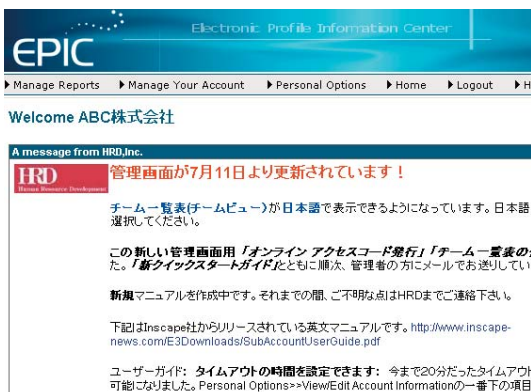 EPIC
Electronic Profile Information Center
Manage Reports Manage Your Account Personal Options Home Logout H
Welcome ABC株式会社
A message from HRD,Inc.
HRD
Human Resource Development
管理画面が7月11日より更新されています！
チーム一覧表(チームビュー)が日本語で表示できるようになっています。日本語
選択してください。
この新しい管理画面用「オンライン アクセスコード発行」「チーム一覧表の
た。「新クイックスタートガイド」とともに順次、管理者の方にメールでお送りしてい
新規マニュアルを作成中です。それまでの間、ご不明な点はHRDまでご連絡下さい。
下記はInscape社からリリースされている英文マニュアルです。http://www.inscape-
news.com/E3Downloads/SubAccountUserGuide.pdf
ユーザーガイド: タイムアウトの時間を設定できます: 今まで20分だったタイムアウト
可能になりました。Personal Options>>View/Edit Account Informationの一番下の項目